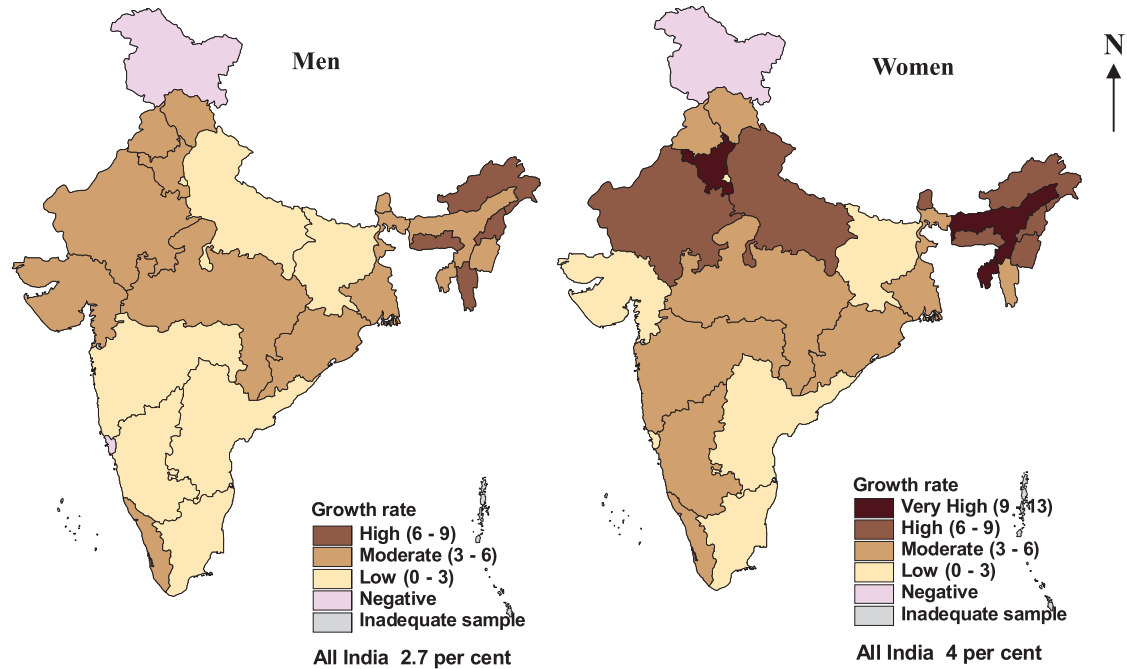 Men
Growth rate
High (6 - 9)
Moderate (3 - 6)
Low (0 - 3)
Negative
Inadequate sample
All India 2.7 per cent
Women
N
Growth rate
Very High (9 - 13)
High (6 - 9)
Moderate (3 - 6)
Low (0 - 3)
Negative
Inadequate sample
All India 4 per cent